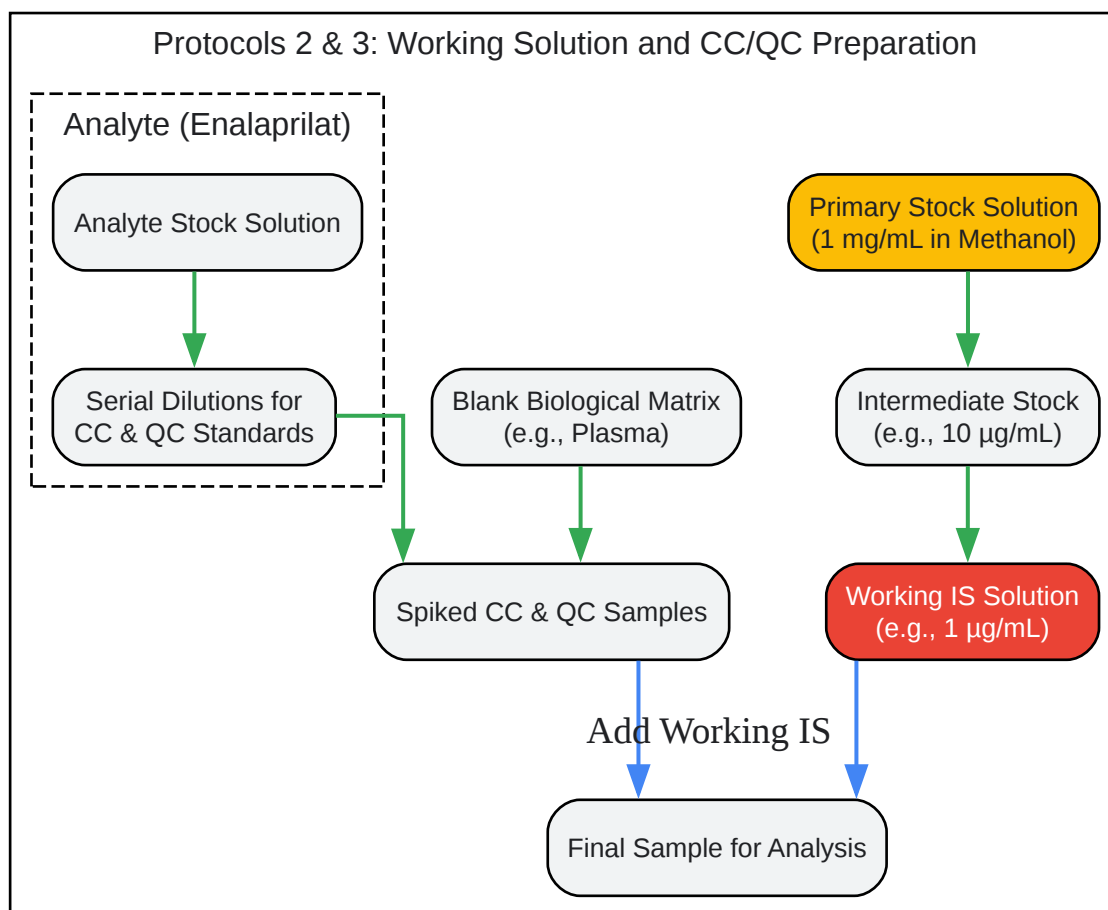 Protocols 2 & 3: Working Solution and CC/QC Preparation
Analyte (Enalaprilat)
Analyte Stock Solution
Primary Stock Solution
(1 mg/mL in Methanol)
Serial Dilutions for
CC & QC Standards
Blank Biological Matrix
(e.g., Plasma)
Intermediate Stock
(e.g., 10 µg/mL)
Spiked CC & QC Samples
Working IS Solution
(e.g., 1 µg/mL)
Add Working IS
Final Sample for Analysis